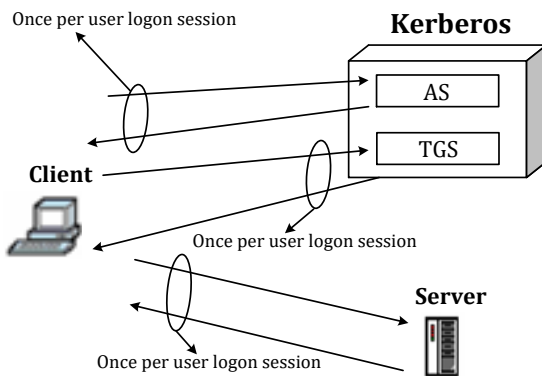 Once per user logon session
Kerberos
AS
TGS
Client
Once per user logon session
Server
Once per user logon session